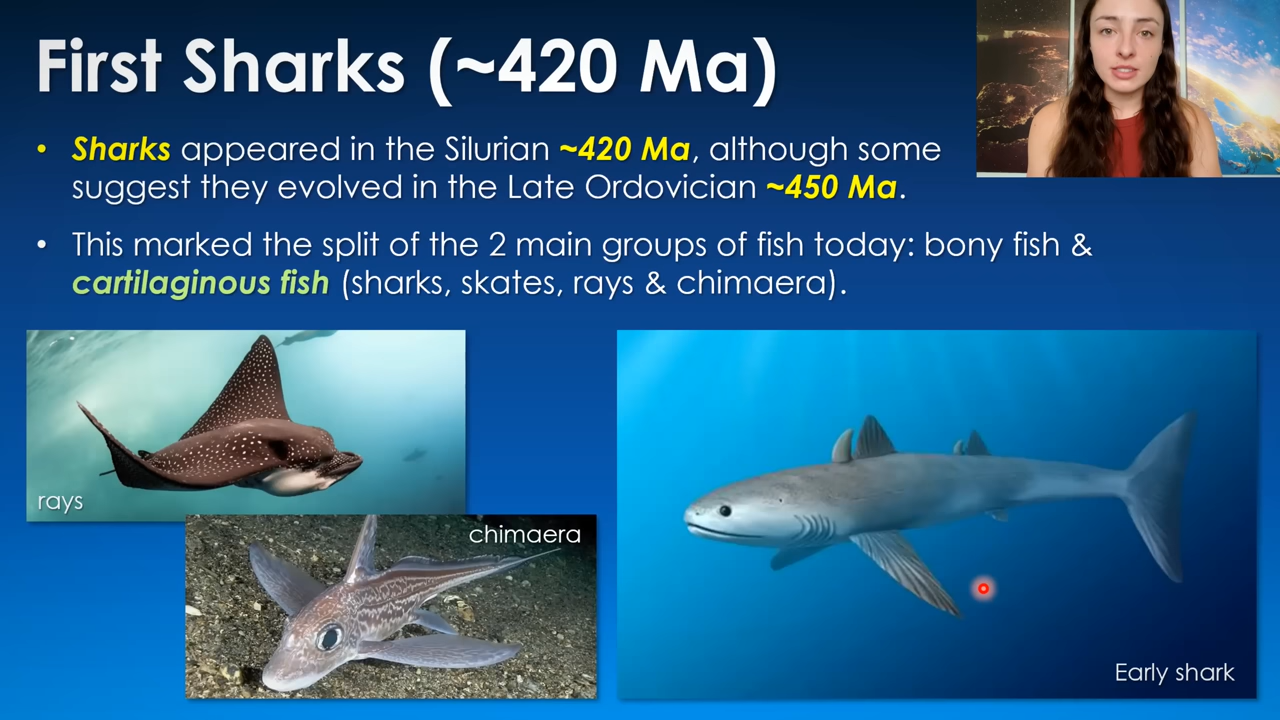 First Sharks (~420 Ma)
• Sharks appeared in the Silurian ~420 Ma, although some
suggest they evolved in the Late Ordovician ~450 Ma.
• This marked the split of the 2 main groups of fish today: bony fish &
cartilaginous fish (sharks, skates, rays & chimaera).
rays
chimaera
Early shark